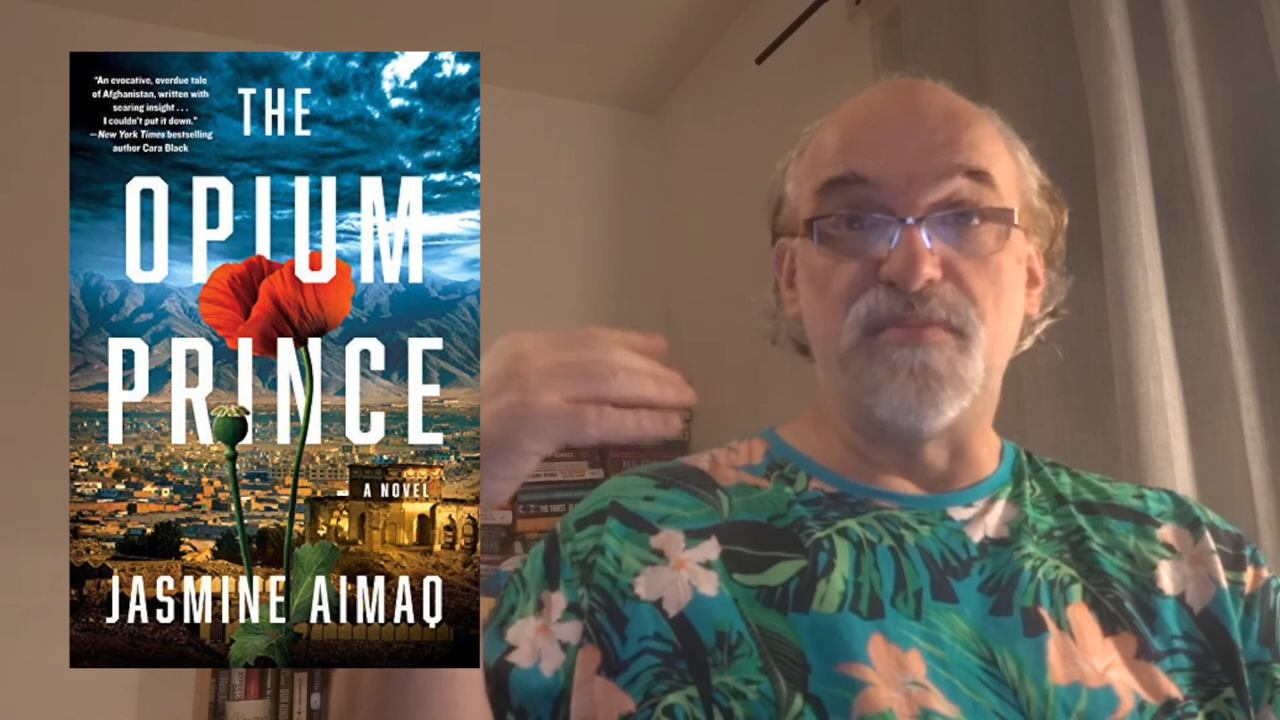 "An evocative, overdue tale
of Afghanistan, written with
searing insight . . .
I couldn't put it down."
—New York Times bestselling
author Cara Black
THE
OPIUM
PRINCE
A NOVEL
JASMINE AIMAQ